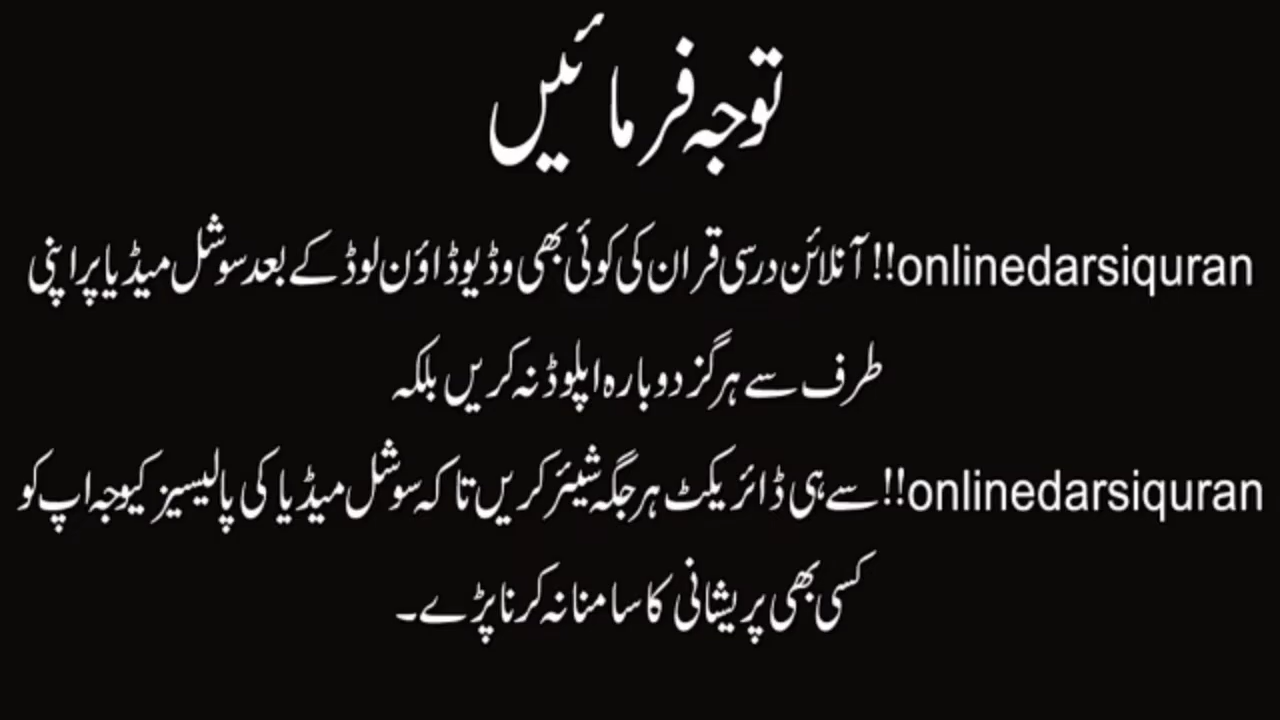 توجہ فرمائیں
onlinedarsiquran!! آنلائن درسی قران کی کوئی بھی وڈیو ڈاؤن لوڈ کے بعد سوشل میڈیا پر اپنی
طرف سے ہرگز دوبارہ اپلوڈ نہ کریں بلکہ
onlinedarsiquran!! سے ہی ڈائریکٹ ہر جگہ شیئر کریں تاکہ سوشل میڈیا کی پالیسیز کیوجہ اپ کو
کسی بھی پریشانی کا سامنا نہ کرنا پڑے۔